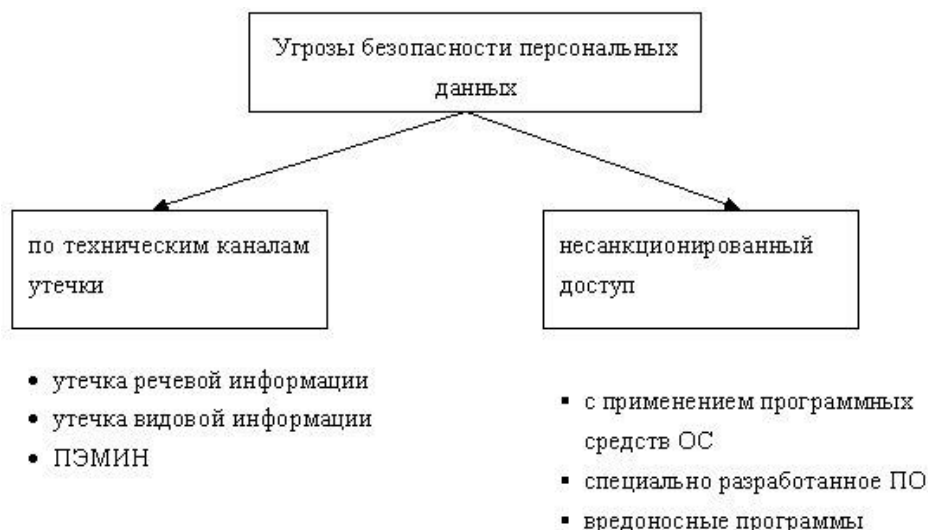 Угрозы безопасности персональных
данных
по техническим каналам
утечки
несанкционированный
доступ
• утечка речевой информации
• утечка видовой информации
• ПЭМИН
▪ с применением программных
средств ОС
▪ специально разработанное ПО
▪ вредоносные программы